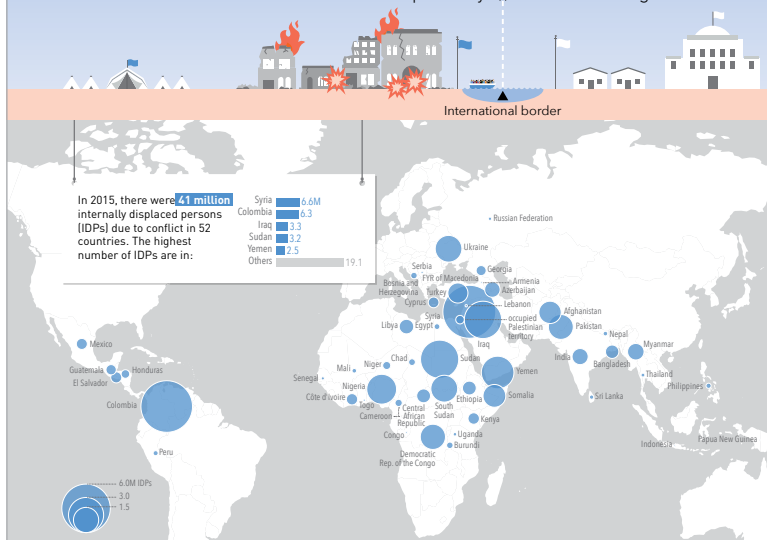 International border
In 2015, there were 41 million
internally displaced persons
(IDPs) due to conflict in 52
countries. The highest
number of IDPs are in:
Syria 6.6M
Colombia 6.3
Iraq 3.3
Sudan 3.2
Yemen 2.5
Others 19.1
Russian Federation
Ukraine
Serbia
Georgia
FYR of Macedonia
Armenia
Bosnia and
Herzegovina
Turkey
Azerbaijan
Cyprus
Lebanon
Syria
occupied
Palestinian
territory
Libya
Egypt
Iraq
Afghanistan
Pakistan
Nepal
Mexico
Myanmar
India
Bangladesh
Guatemala
Honduras
El Salvador
Mali
Niger
Chad
Sudan
Yemen
Thailand
Senegal
Nigeria
Philippines
Colombia
Côte d'Ivoire
Togo
Cameroon
Central
African
Republic
South
Sudan
Ethiopia
Somalia
Sri Lanka
Kenya
Congo
Uganda
Burundi
Democratic
Rep. of the Congo
Peru
Indonesia
Papua New Guinea
6.0M IDPs
3.0
1.5